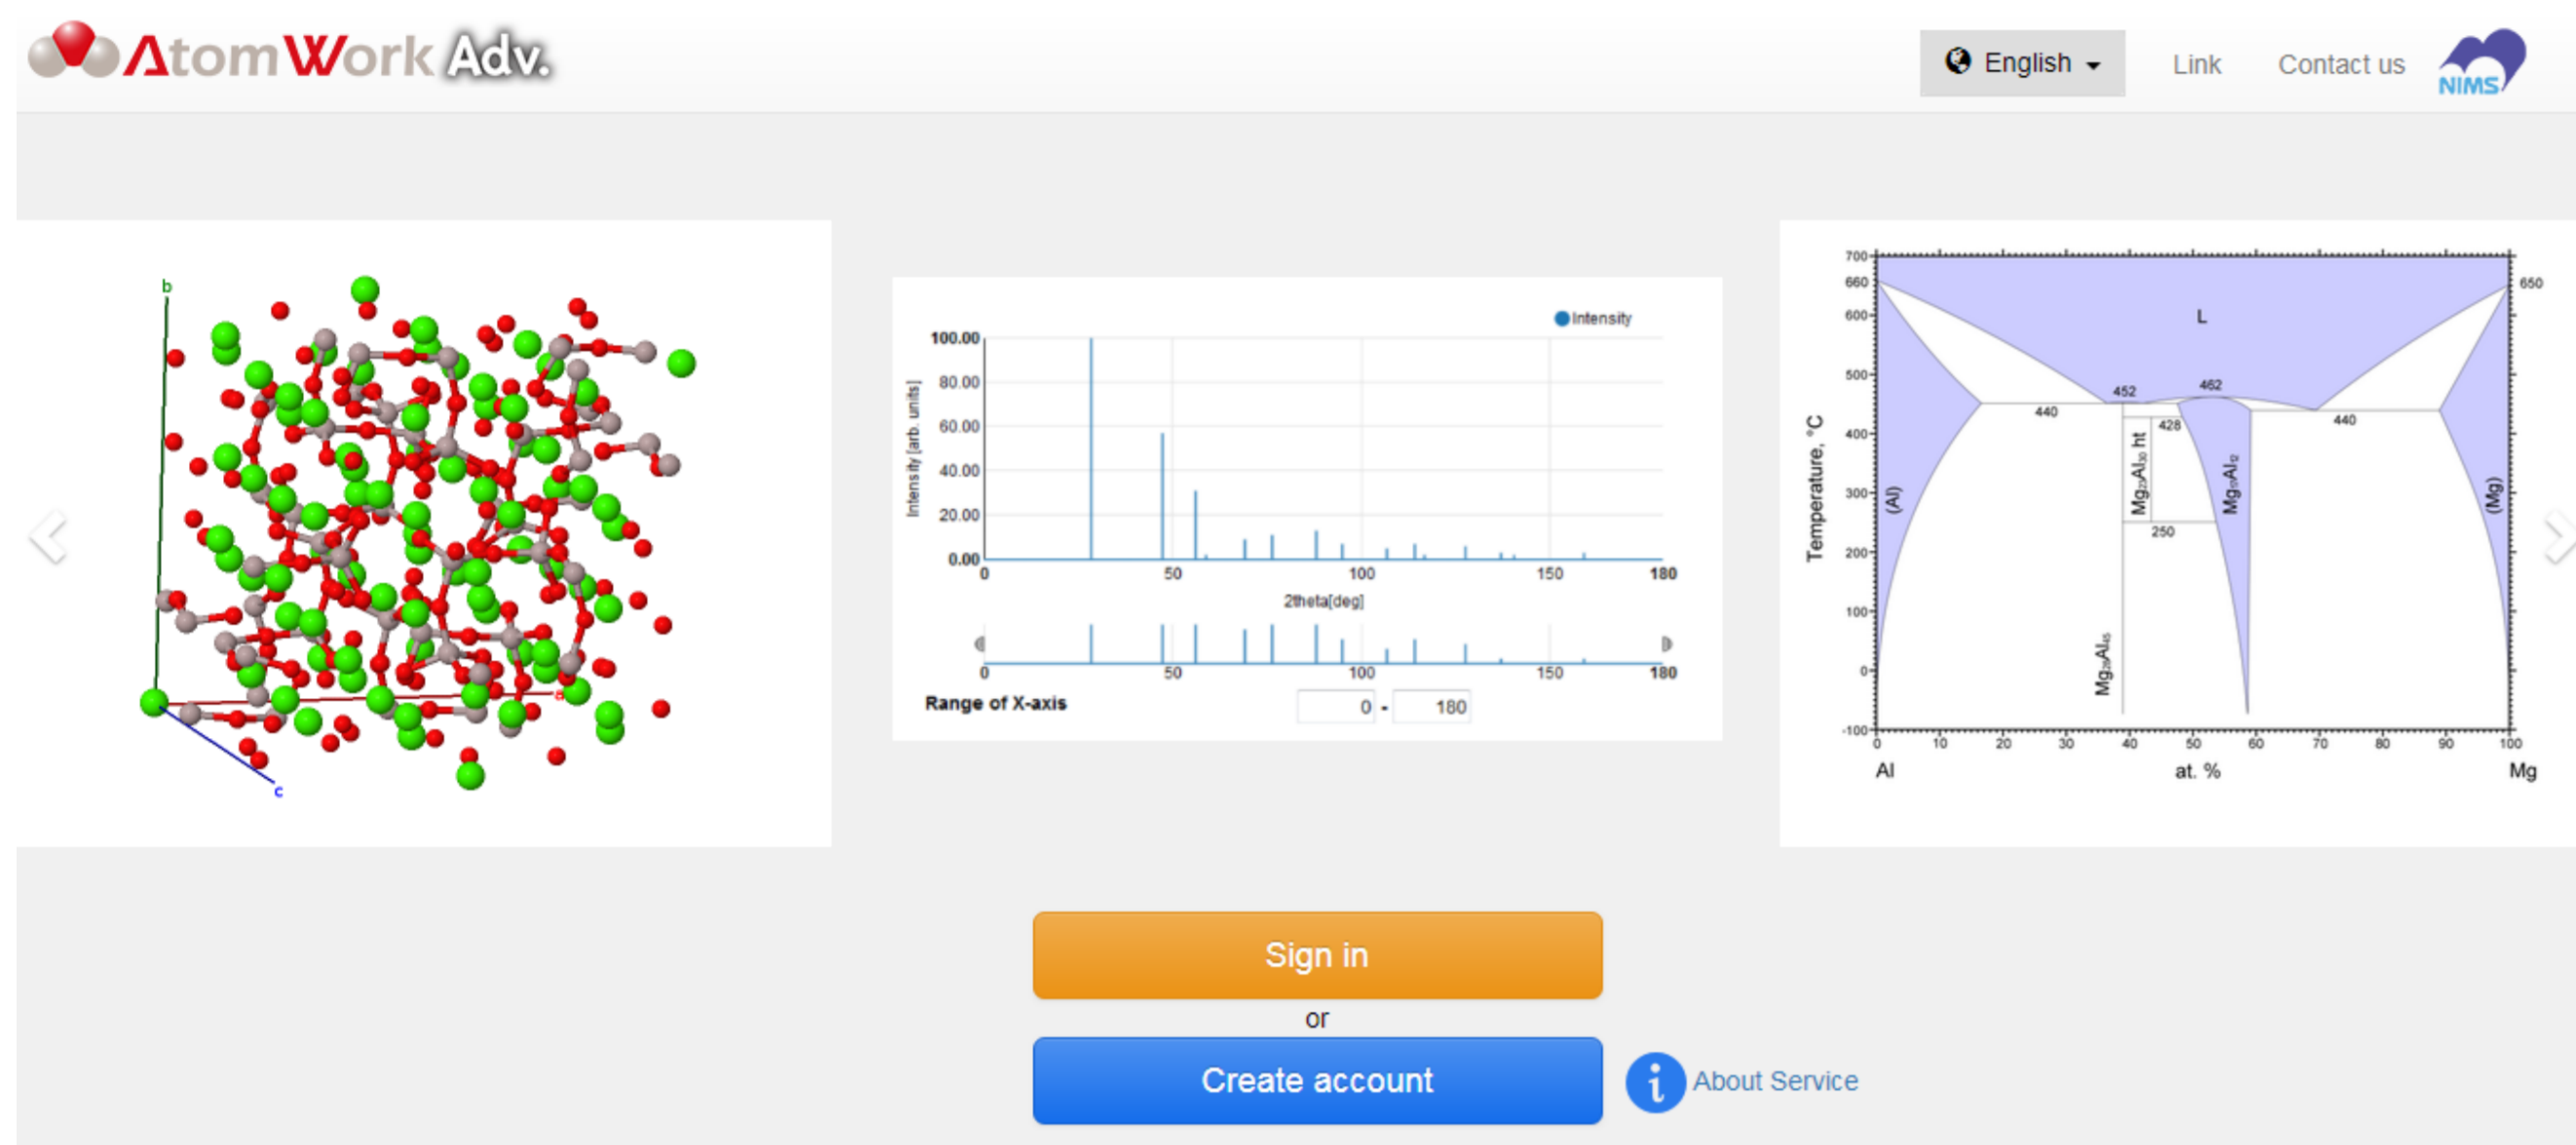 AtomWork Adv.
English
Link
Contact us
NIMS
b
a
c
Intensity
100.00
80.00
60.00
40.00
20.00
0.00
Intensity [arb. units]
0 50 100 150 180
2theta[deg]
0 50 100 150 180
Range of X-axis 0 - 180
700
660
600
500
400
300
200
100
0
-100
Temperature, °C
650
L
452
462
440
428
440
250
(Al)
Mg₂₃Al₃₀ ht
Mg₁₇Al₁₂
(Mg)
Mg₂₈Al₄₅
0 10 20 30 40 50 60 70 80 90 100
Al at. % Mg
Sign in
or
Create account
i About Service